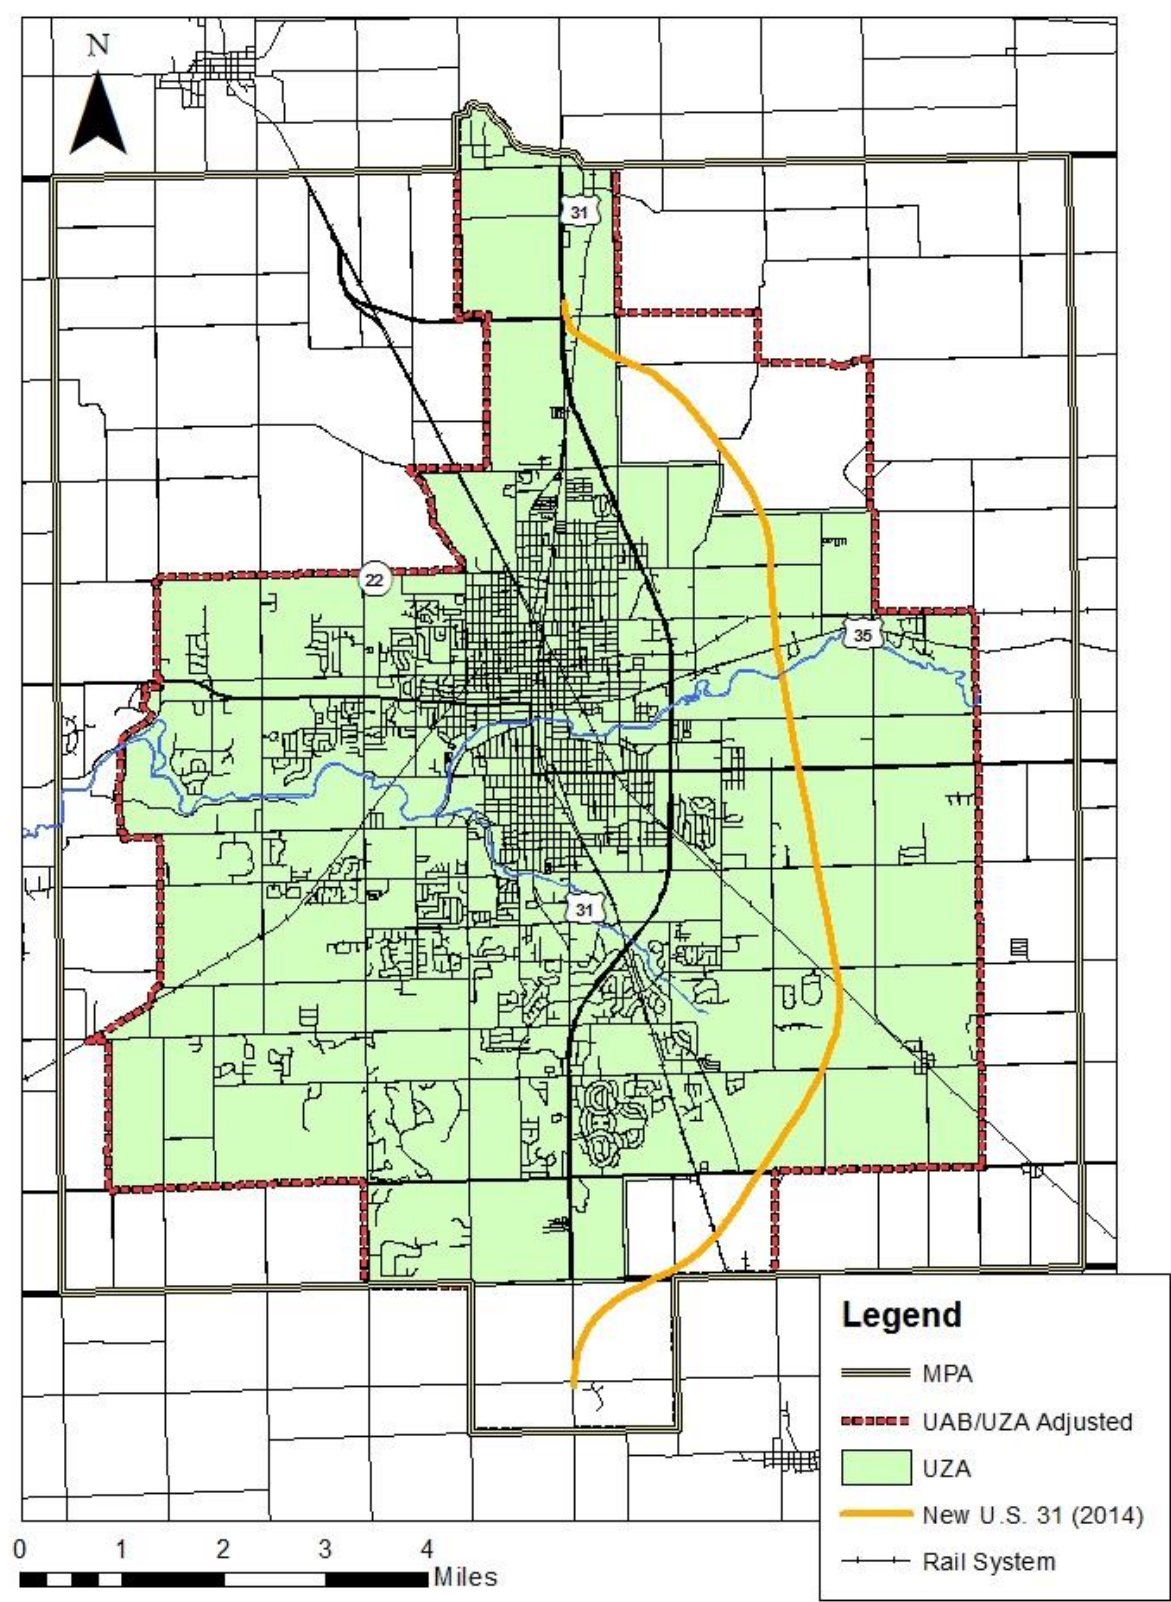 N
31
22
35
31
Legend
MPA
UAB/UZA Adjusted
UZA
New U.S. 31 (2014)
Rail System
0 1 2 3 4
Miles